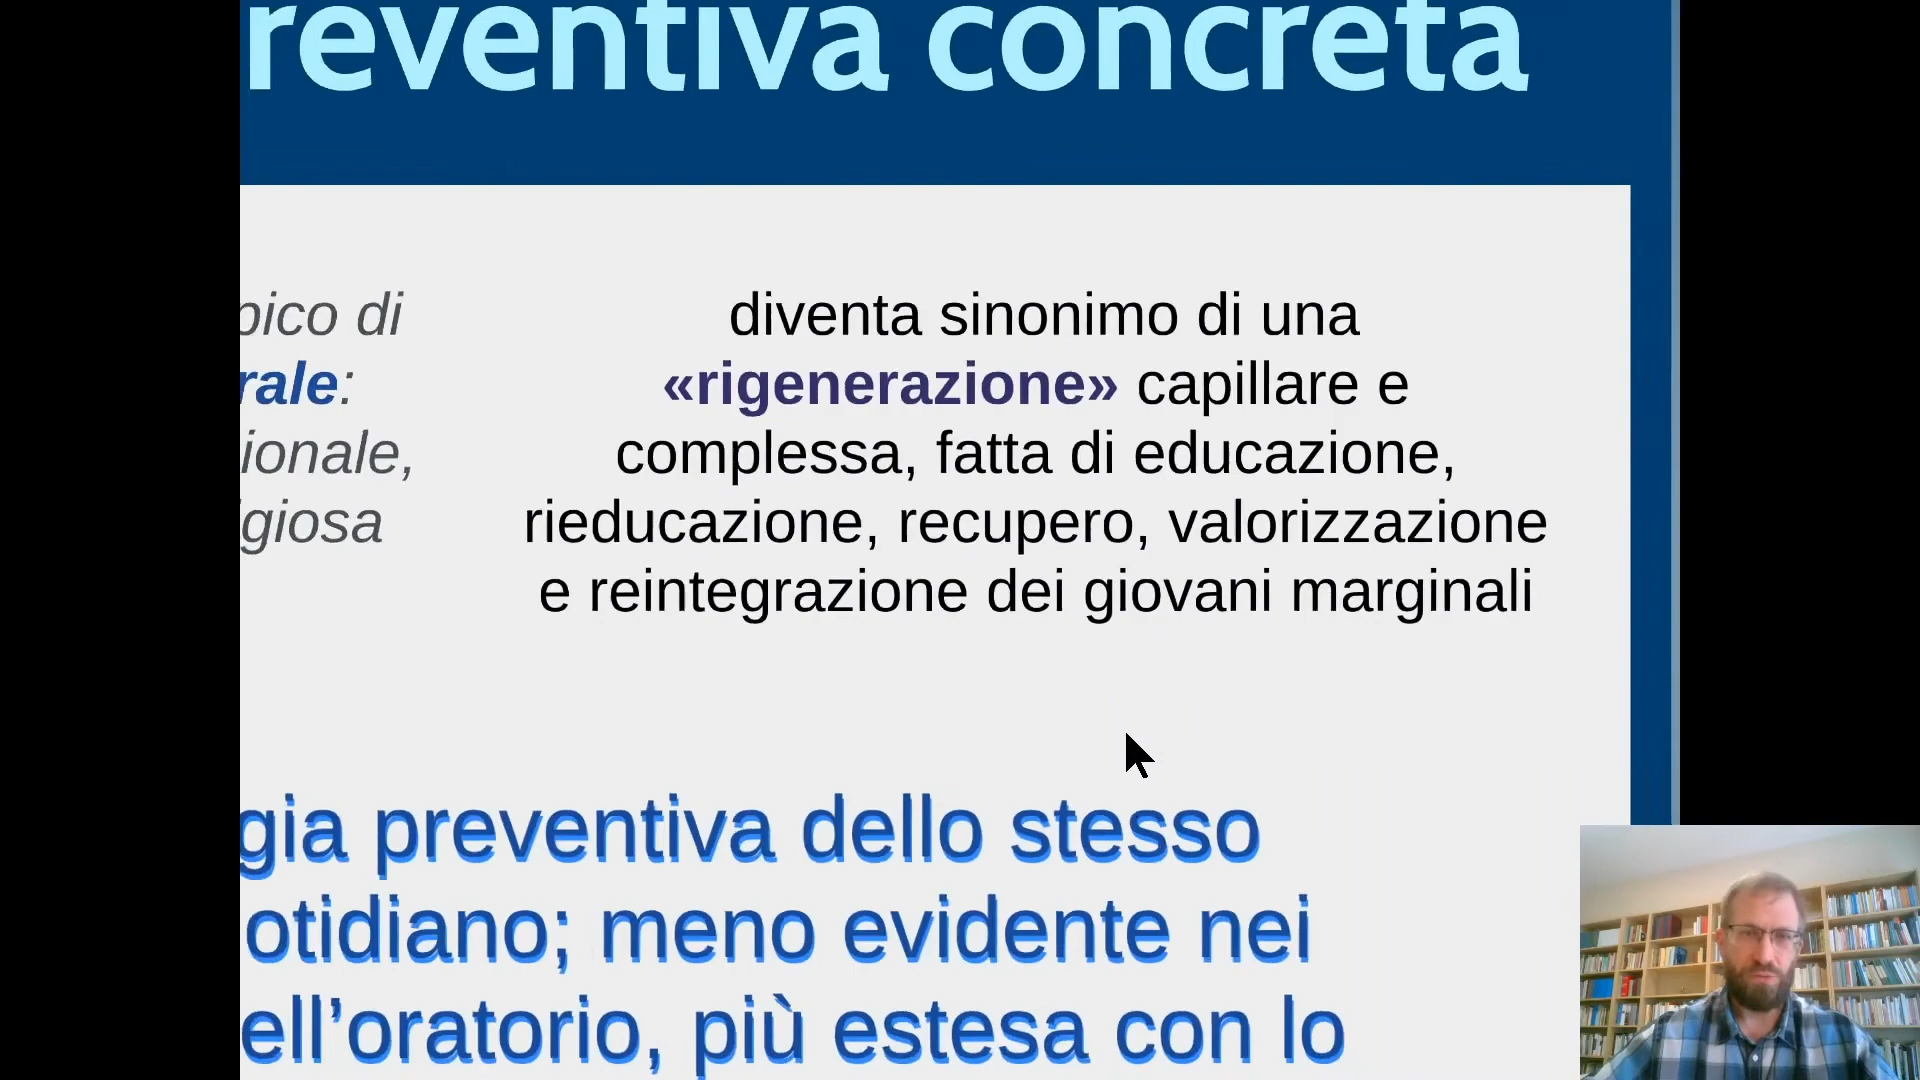 reventiva concreta
pico di
rale:
ionale,
giosa
diventa sinonimo di una
«rigenerazione» capillare e
complessa, fatta di educazione,
rieducazione, recupero, valorizzazione
e reintegrazione dei giovani marginali
gia preventiva dello stesso
otidiano; meno evidente nei
ell’oratorio, più estesa con lo